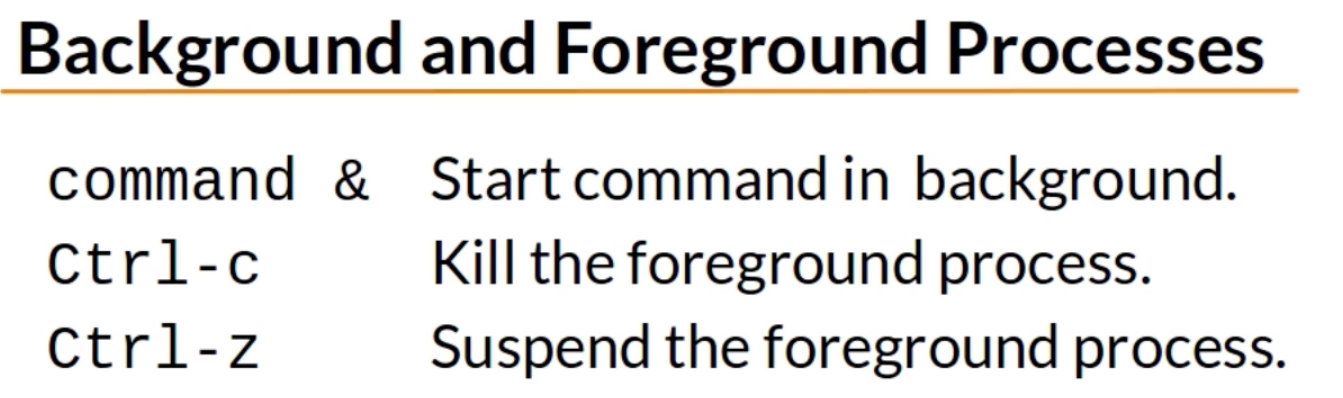 Background and Foreground Processes
command & Start command in background.
Ctrl-c Kill the foreground process.
Ctrl-z Suspend the foreground process.